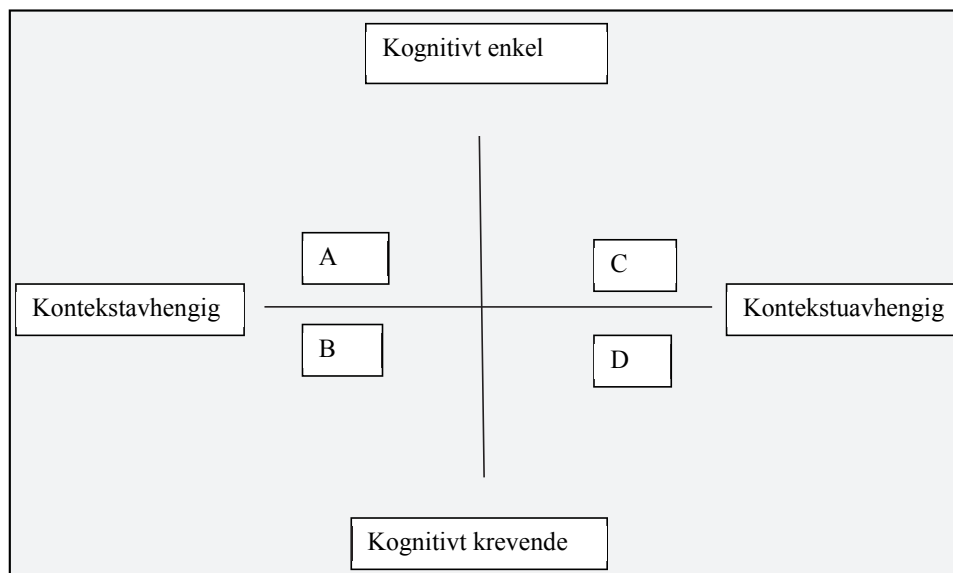 Kognitivt enkel
A
C
Kontekstavhengig
Kontekstuavhengig
B
D
Kognitivt krevende